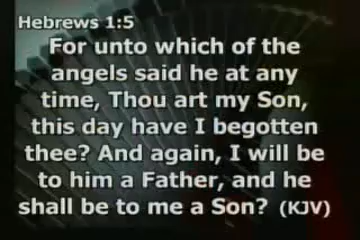 Hebrews 1:5
For unto which of the
angels said he at any
time, Thou art my Son,
this day have I begotten
thee? And again, I will be
to him a Father, and he
shall be to me a Son? (KJV)